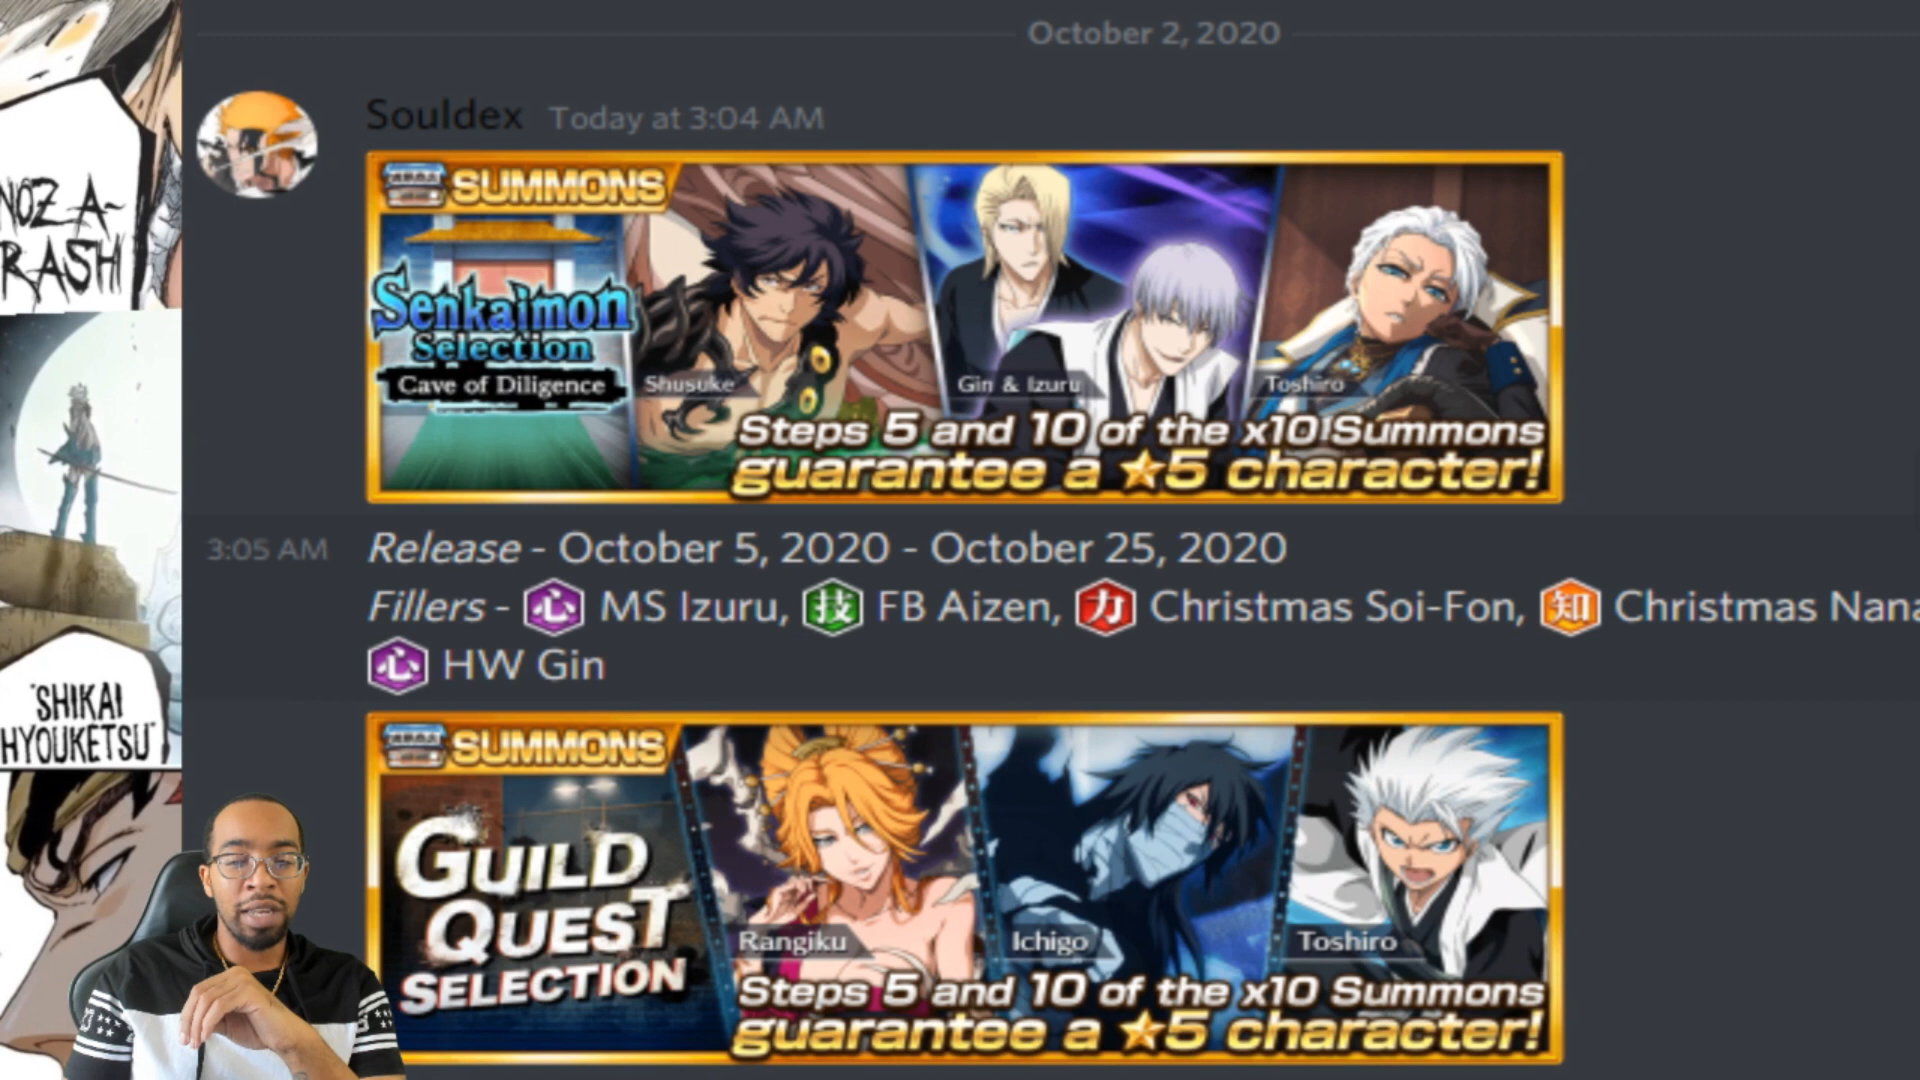 October 2, 2020
Souldex Today at 3:04 AM
SUMMONS
Senkaimon
Selection
Cave of Diligence
Shusuke
Gin & Izuru
Toshiro
Steps 5 and 10 of the x10 Summons
guarantee a ★5 character!
3:05 AM Release - October 5, 2020 - October 25, 2020
Fillers - 心 MS Izuru, 技 FB Aizen, 力 Christmas Soi-Fon, 知 Christmas Nana
心 HW Gin
SUMMONS
GUILD
QUEST
SELECTION
Rangiku
Ichigo
Toshiro
Steps 5 and 10 of the x10 Summons
guarantee a ★5 character!
NOZ A-
RASHI
"SHIKAI
HYOUKETSU"